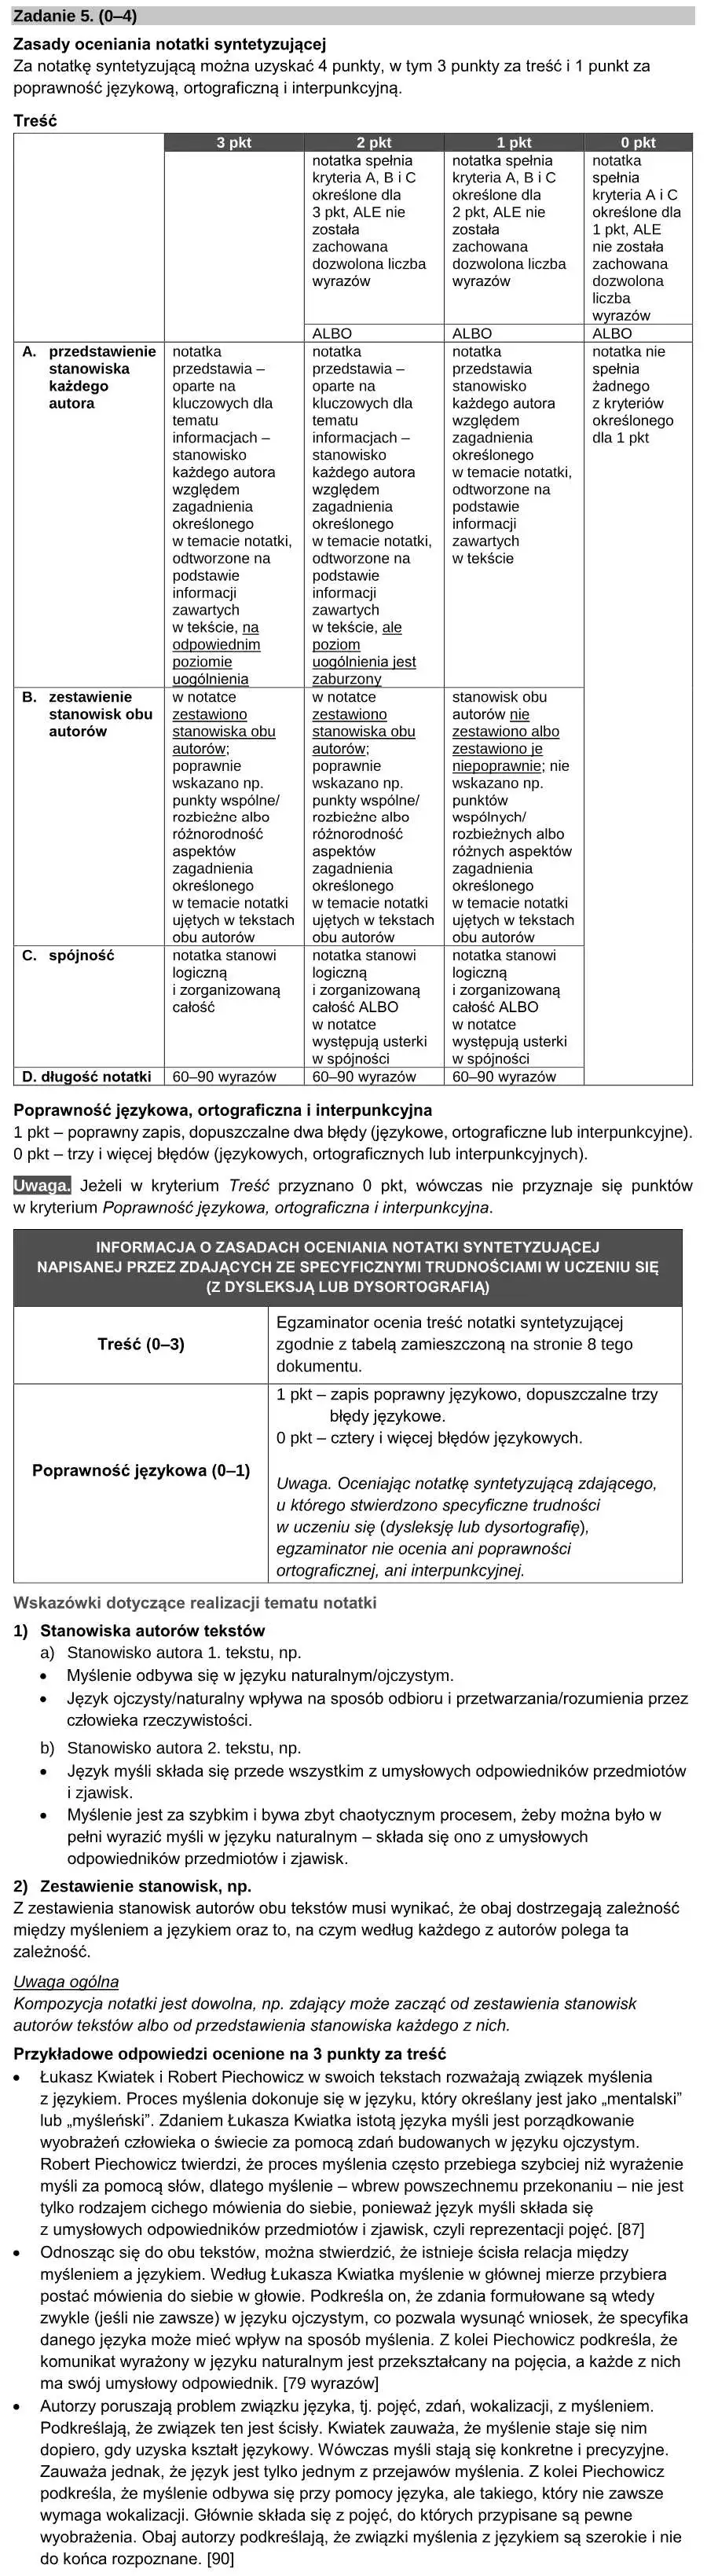 Zadanie 5. (0–4)
Zasady oceniania notatki syntetyzującej
Za notatkę syntetyzującą można uzyskać 4 punkty, w tym 3 punkty za treść i 1 punkt za
poprawność językową, ortograficzną i interpunkcyjną.
Treść
3 pkt 2 pkt 1 pkt 0 pkt
notatka spełnia
kryteria A, B i C
określone dla
3 pkt, ALE nie
została
zachowana
dozwolona liczba
wyrazów
notatka spełnia
kryteria A, B i C
określone dla
2 pkt, ALE nie
została
zachowana
dozwolona liczba
wyrazów
notatka
spełnia
kryteria A i C
określone dla
1 pkt, ALE
nie została
zachowana
dozwolona
liczba
wyrazów
ALBO ALBO ALBO
A. przedstawienie
stanowiska
każdego
autora
notatka
przedstawia –
oparte na
kluczowych dla
tematu
informacjach –
stanowisko
każdego autora
względem
zagadnienia
określonego
w temacie notatki,
odtworzone na
podstawie
informacji
zawartych
w tekście, na
odpowiednim
poziomie
uogólnienia
notatka
przedstawia –
oparte na
kluczowych dla
tematu
informacjach –
stanowisko
każdego autora
względem
zagadnienia
określonego
w temacie notatki,
odtworzone na
podstawie
informacji
zawartych
w tekście, ale
poziom
uogólnienia jest
zaburzony
notatka
przedstawia
stanowisko
każdego autora
względem
zagadnienia
określonego
w temacie notatki,
odtworzone na
podstawie
informacji
zawartych
w tekście
notatka nie
spełnia
żadnego
z kryteriów
określonego
dla 1 pkt
B. zestawienie
stanowisk obu
autorów
w notatce
zestawiono
stanowiska obu
autorów;
poprawnie
wskazano np.
punkty wspólne/
rozbieżne albo
różnorodność
aspektów
zagadnienia
określonego
w temacie notatki
ujętych w tekstach
obu autorów
w notatce
zestawiono
stanowiska obu
autorów;
poprawnie
wskazano np.
punkty wspólne/
rozbieżne albo
różnorodność
aspektów
zagadnienia
określonego
w temacie notatki
ujętych w tekstach
obu autorów
stanowisk obu
autorów nie
zestawiono albo
zestawiono je
niepoprawnie; nie
wskazano np.
punktów
wspólnych/
rozbieżnych albo
różnych aspektów
zagadnienia
określonego
w temacie notatki
ujętych w tekstach
obu autorów
C. spójność
notatka stanowi
logiczną
i zorganizowaną
całość
notatka stanowi
logiczną
i zorganizowaną
całość ALBO
w notatce
występują usterki
w spójności
notatka stanowi
logiczną
i zorganizowaną
całość ALBO
w notatce
występują usterki
w spójności
D. długość notatki 60–90 wyrazów 60–90 wyrazów 60–90 wyrazów
Poprawność językowa, ortograficzna i interpunkcyjna
1 pkt – poprawny zapis, dopuszczalne dwa błędy (językowe, ortograficzne lub interpunkcyjne).
0 pkt – trzy i więcej błędów (językowych, ortograficznych lub interpunkcyjnych).
Uwaga. Jeżeli w kryterium Treść przyznano 0 pkt, wówczas nie przyznaje się punktów
w kryterium Poprawność językowa, ortograficzna i interpunkcyjna.
INFORMACJA O ZASADACH OCENIANIA NOTATKI SYNTETYZUJĄCEJ
NAPISANEJ PRZEZ ZDAJĄCYCH ZE SPECYFICZNYMI TRUDNOŚCIAMI W UCZENIU SIĘ
(Z DYSLEKSJĄ LUB DYSORTOGRAFIĄ)
Treść (0–3)
Egzaminator ocenia treść notatki syntetyzującej
zgodnie z tabelą zamieszczoną na stronie 8 tego
dokumentu.
Poprawność językowa (0–1)
1 pkt – zapis poprawny językowo, dopuszczalne trzy
błędy językowe.
0 pkt – cztery i więcej błędów językowych.
Uwaga. Oceniając notatkę syntetyzującą zdającego,
u którego stwierdzono specyficzne trudności
w uczeniu się (dysleksję lub dysortografię),
egzaminator nie ocenia ani poprawności
ortograficznej, ani interpunkcyjnej.
Wskazówki dotyczące realizacji tematu notatki
1) Stanowiska autorów tekstów
a) Stanowisko autora 1. tekstu, np.
• Myślenie odbywa się w języku naturalnym/ojczystym.
• Język ojczysty/naturalny wpływa na sposób odbioru i przetwarzania/rozumienia przez
człowieka rzeczywistości.
b) Stanowisko autora 2. tekstu, np.
• Język myśli składa się przede wszystkim z umysłowych odpowiedników przedmiotów
i zjawisk.
• Myślenie jest za szybkim i bywa zbyt chaotycznym procesem, żeby można było w
pełni wyrazić myśli w języku naturalnym – składa się ono z umysłowych
odpowiedników przedmiotów i zjawisk.
2) Zestawienie stanowisk, np.
Z zestawienia stanowisk autorów obu tekstów musi wynikać, że obaj dostrzegają zależność
między myśleniem a językiem oraz to, na czym według każdego z autorów polega ta
zależność.
Uwaga ogólna
Kompozycja notatki jest dowolna, np. zdający może zacząć od zestawienia stanowisk
autorów tekstów albo od przedstawienia stanowiska każdego z nich.
Przykładowe odpowiedzi ocenione na 3 punkty za treść
• Łukasz Kwiatek i Robert Piechowicz w swoich tekstach rozważają związek myślenia
z językiem. Proces myślenia dokonuje się w języku, który określany jest jako „mentalski”
lub „myśleński”. Zdaniem Łukasza Kwiatka istotą języka myśli jest porządkowanie
wyobrażeń człowieka o świecie za pomocą zdań budowanych w języku ojczystym.
Robert Piechowicz twierdzi, że proces myślenia często przebiega szybciej niż wyrażenie
myśli za pomocą słów, dlatego myślenie – wbrew powszechnemu przekonaniu – nie jest
tylko rodzajem cichego mówienia do siebie, ponieważ język myśli składa się
z umysłowych odpowiedników przedmiotów i zjawisk, czyli reprezentacji pojęć. [87]
• Odnosząc się do obu tekstów, można stwierdzić, że istnieje ścisła relacja między
myśleniem a językiem. Według Łukasza Kwiatka myślenie w głównej mierze przybiera
postać mówienia do siebie w głowie. Podkreśla on, że zdania formułowane są wtedy
zwykle (jeśli nie zawsze) w języku ojczystym, co pozwala wysunąć wniosek, że specyfika
danego języka może mieć wpływ na sposób myślenia. Z kolei Piechowicz podkreśla, że
komunikat wyrażony w języku naturalnym jest przekształcany na pojęcia, a każde z nich
ma swój umysłowy odpowiednik. [79 wyrazów]
• Autorzy poruszają problem związku języka, tj. pojęć, zdań, wokalizacji, z myśleniem.
Podkreślają, że związek ten jest ścisły. Kwiatek zauważa, że myślenie staje się nim
dopiero, gdy uzyska kształt językowy. Wówczas myśli stają się konkretne i precyzyjne.
Zauważa jednak, że język jest tylko jednym z przejawów myślenia. Z kolei Piechowicz
podkreśla, że myślenie odbywa się przy pomocy języka, ale takiego, który nie zawsze
wymaga wokalizacji. Głównie składa się z pojęć, do których przypisane są pewne
wyobrażenia. Obaj autorzy podkreślają, że związki myślenia z językiem są szerokie i nie
do końca rozpoznane. [90]